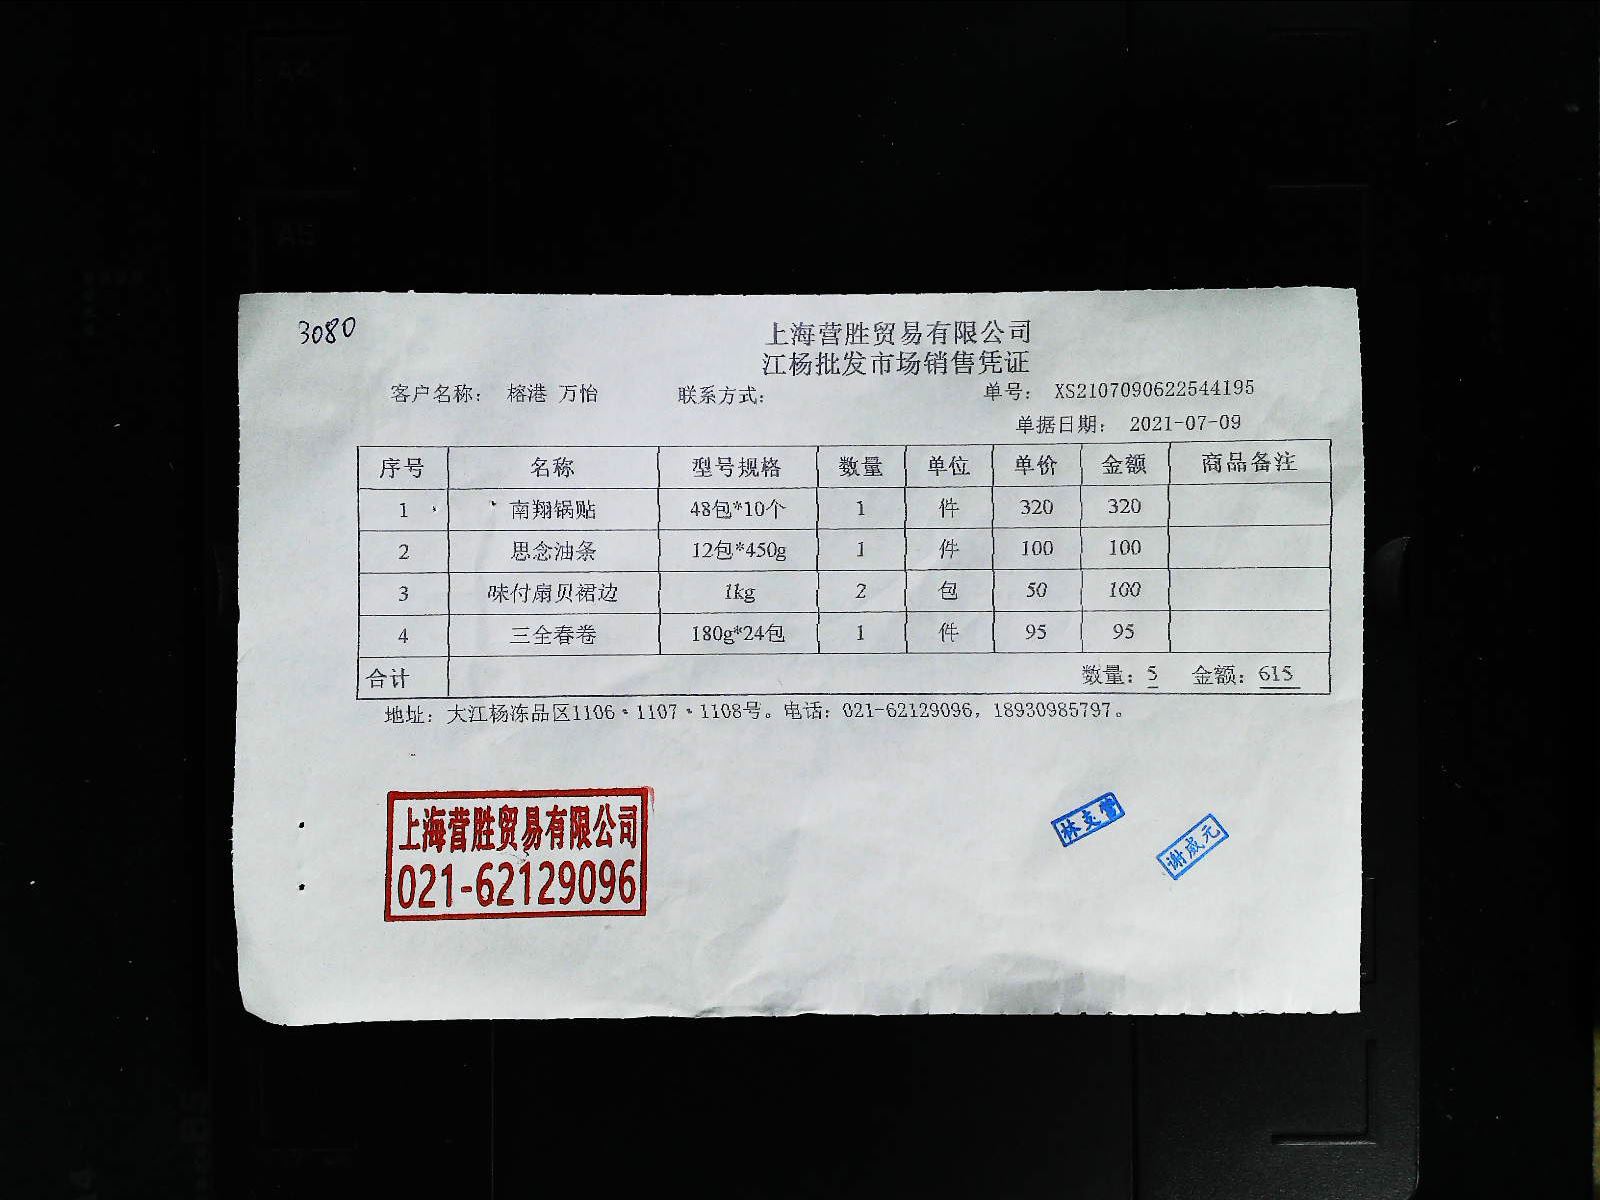 3080
上海营胜贸易有限公司
江杨批发市场销售凭证
客户名称： 榕港 万怡 联系方式： 单号： XS2107090622544195
单据日期： 2021-07-09
序号 名称 型号规格 数量 单位 单价 金额 商品备注
1 南翔锅贴 48包*10个 1 件 320 320
2 思念油条 12包*450g 1 件 100 100
3 味付扇贝裙边 1kg 2 包 50 100
4 三全春卷 180g*24包 1 件 95 95
合计 数量：5 金额：615
地址：大江杨冻品区1106·1107·1108号。电话：021-62129096，18930985797。
上海营胜贸易有限公司
021-62129096
谢威元
A4
A5